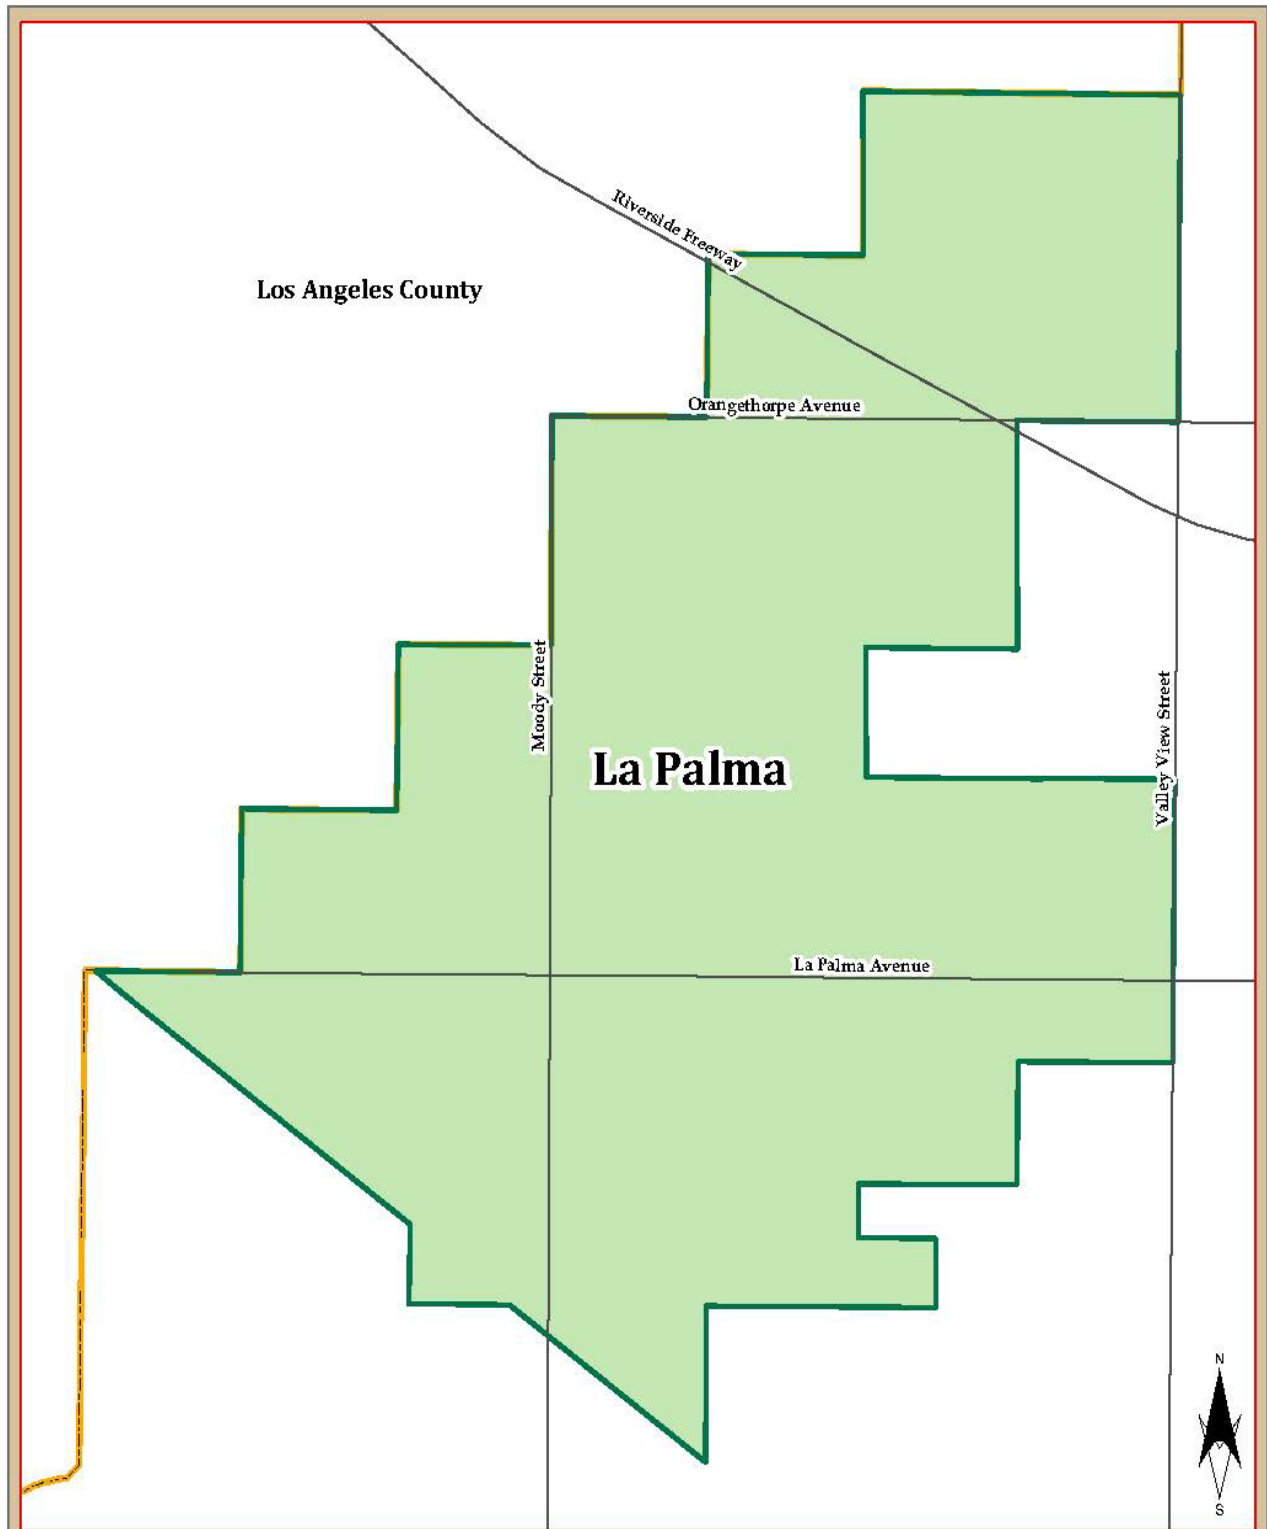 Riverside Freeway
Los Angeles County
Orangethorpe Avenue
Moody Street
Valley View Street
La Palma
La Palma Avenue
N
S